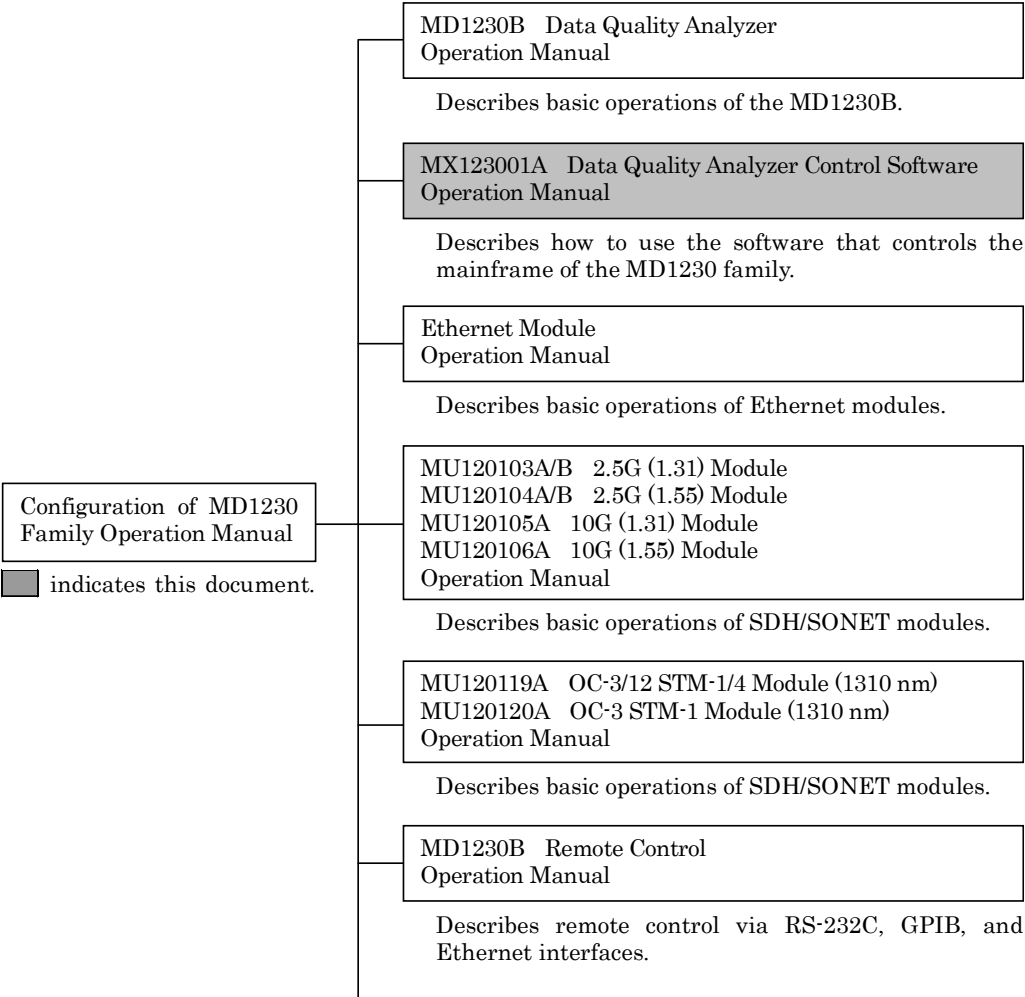 MD1230B Data Quality Analyzer
Operation Manual
Describes basic operations of the MD1230B.
MX123001A Data Quality Analyzer Control Software
Operation Manual
Describes how to use the software that controls the
mainframe of the MD1230 family.
Ethernet Module
Operation Manual
Describes basic operations of Ethernet modules.
Configuration of MD1230
Family Operation Manual
indicates this document.
MU120103A/B 2.5G (1.31) Module
MU120104A/B 2.5G (1.55) Module
MU120105A 10G (1.31) Module
MU120106A 10G (1.55) Module
Operation Manual
Describes basic operations of SDH/SONET modules.
MU120119A OC-3/12 STM-1/4 Module (1310 nm)
MU120120A OC-3 STM-1 Module (1310 nm)
Operation Manual
Describes basic operations of SDH/SONET modules.
MD1230B Remote Control
Operation Manual
Describes remote control via RS-232C, GPIB, and
Ethernet interfaces.